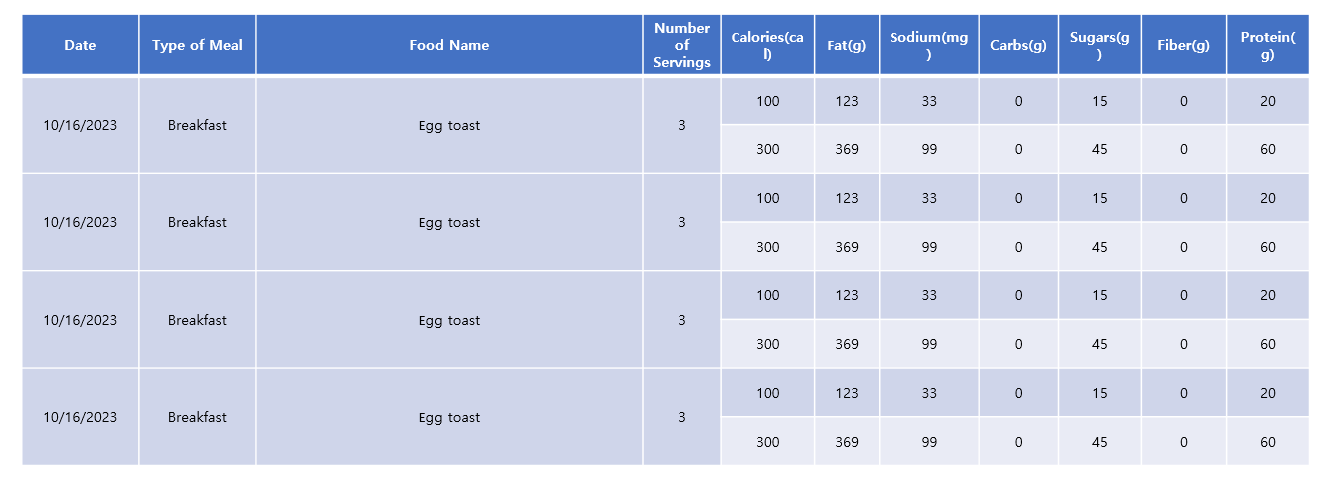 Date Type of Meal Food Name Number of Servings Calories(cal) Fat(g) Sodium(mg) Carbs(g) Sugars(g) Fiber(g) Protein(g)
10/16/2023 Breakfast Egg toast 3 100 123 33 0 15 0 20
300 369 99 0 45 0 60
10/16/2023 Breakfast Egg toast 3 100 123 33 0 15 0 20
300 369 99 0 45 0 60
10/16/2023 Breakfast Egg toast 3 100 123 33 0 15 0 20
300 369 99 0 45 0 60
10/16/2023 Breakfast Egg toast 3 100 123 33 0 15 0 20
300 369 99 0 45 0 60